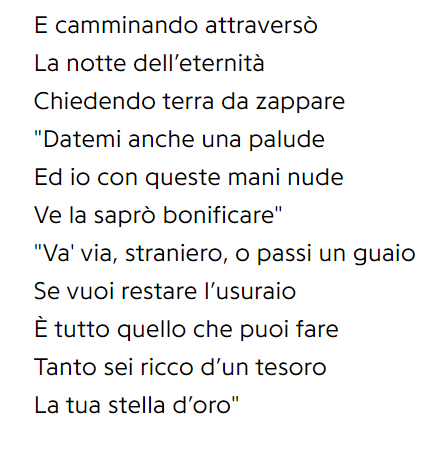 E camminando attraversò
La notte dell’eternità
Chiedendo terra da zappare
"Datemi anche una palude
Ed io con queste mani nude
Ve la saprò bonificare"
"Va' via, straniero, o passi un guaio
Se vuoi restare l’usuraio
È tutto quello che puoi fare
Tanto sei ricco d’un tesoro
La tua stella d’oro"